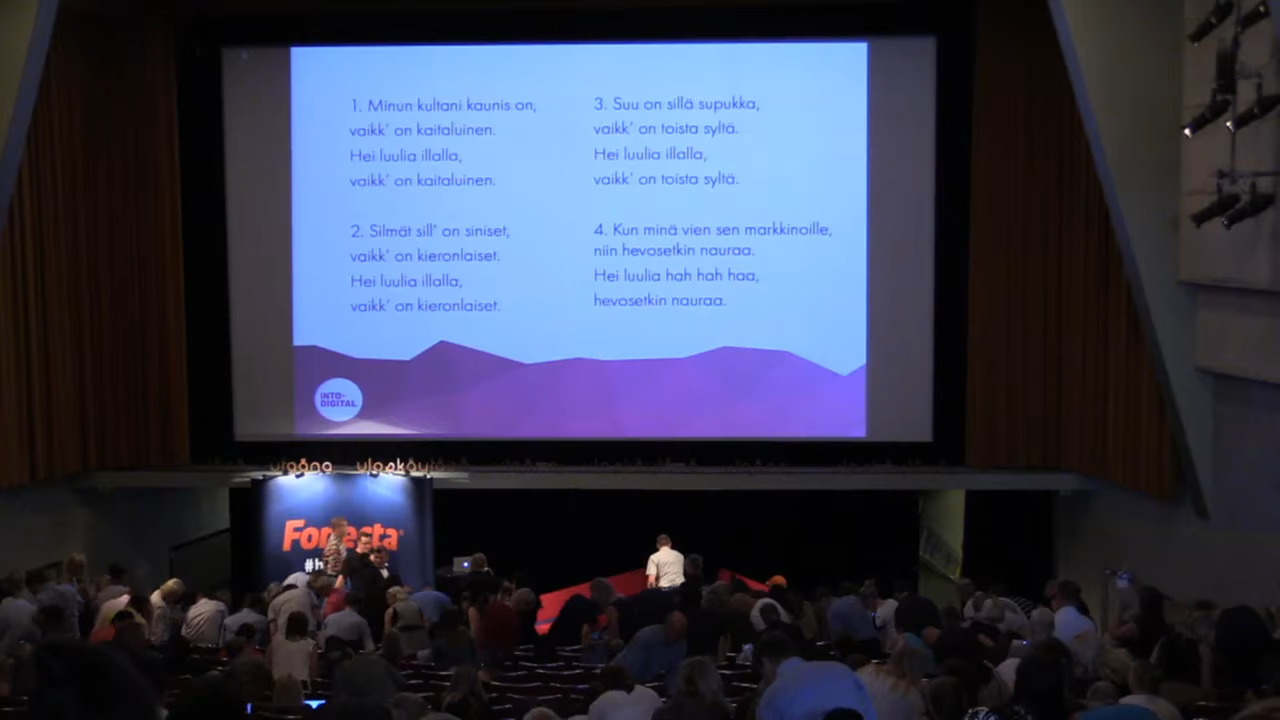 1. Minun kultani kaunis on,
vaikk' on kaitaluinen.
Hei luulia illalla,
vaikk' on kaitaluinen.
2. Silmät sill' on siniset,
vaikk' on kieronlaiset.
Hei luulia illalla,
vaikk' on kieronlaiset.
3. Suu on sillä supukka,
vaikk' on toista syltä.
Hei luulia illalla,
vaikk' on toista syltä.
4. Kun minä vien sen markkinoille,
niin hevosetkin nauraa.
Hei luulia hah hah haa,
hevosetkin nauraa.
INTO-
DIGITAL
utgång uloskäytävä
Fonecta